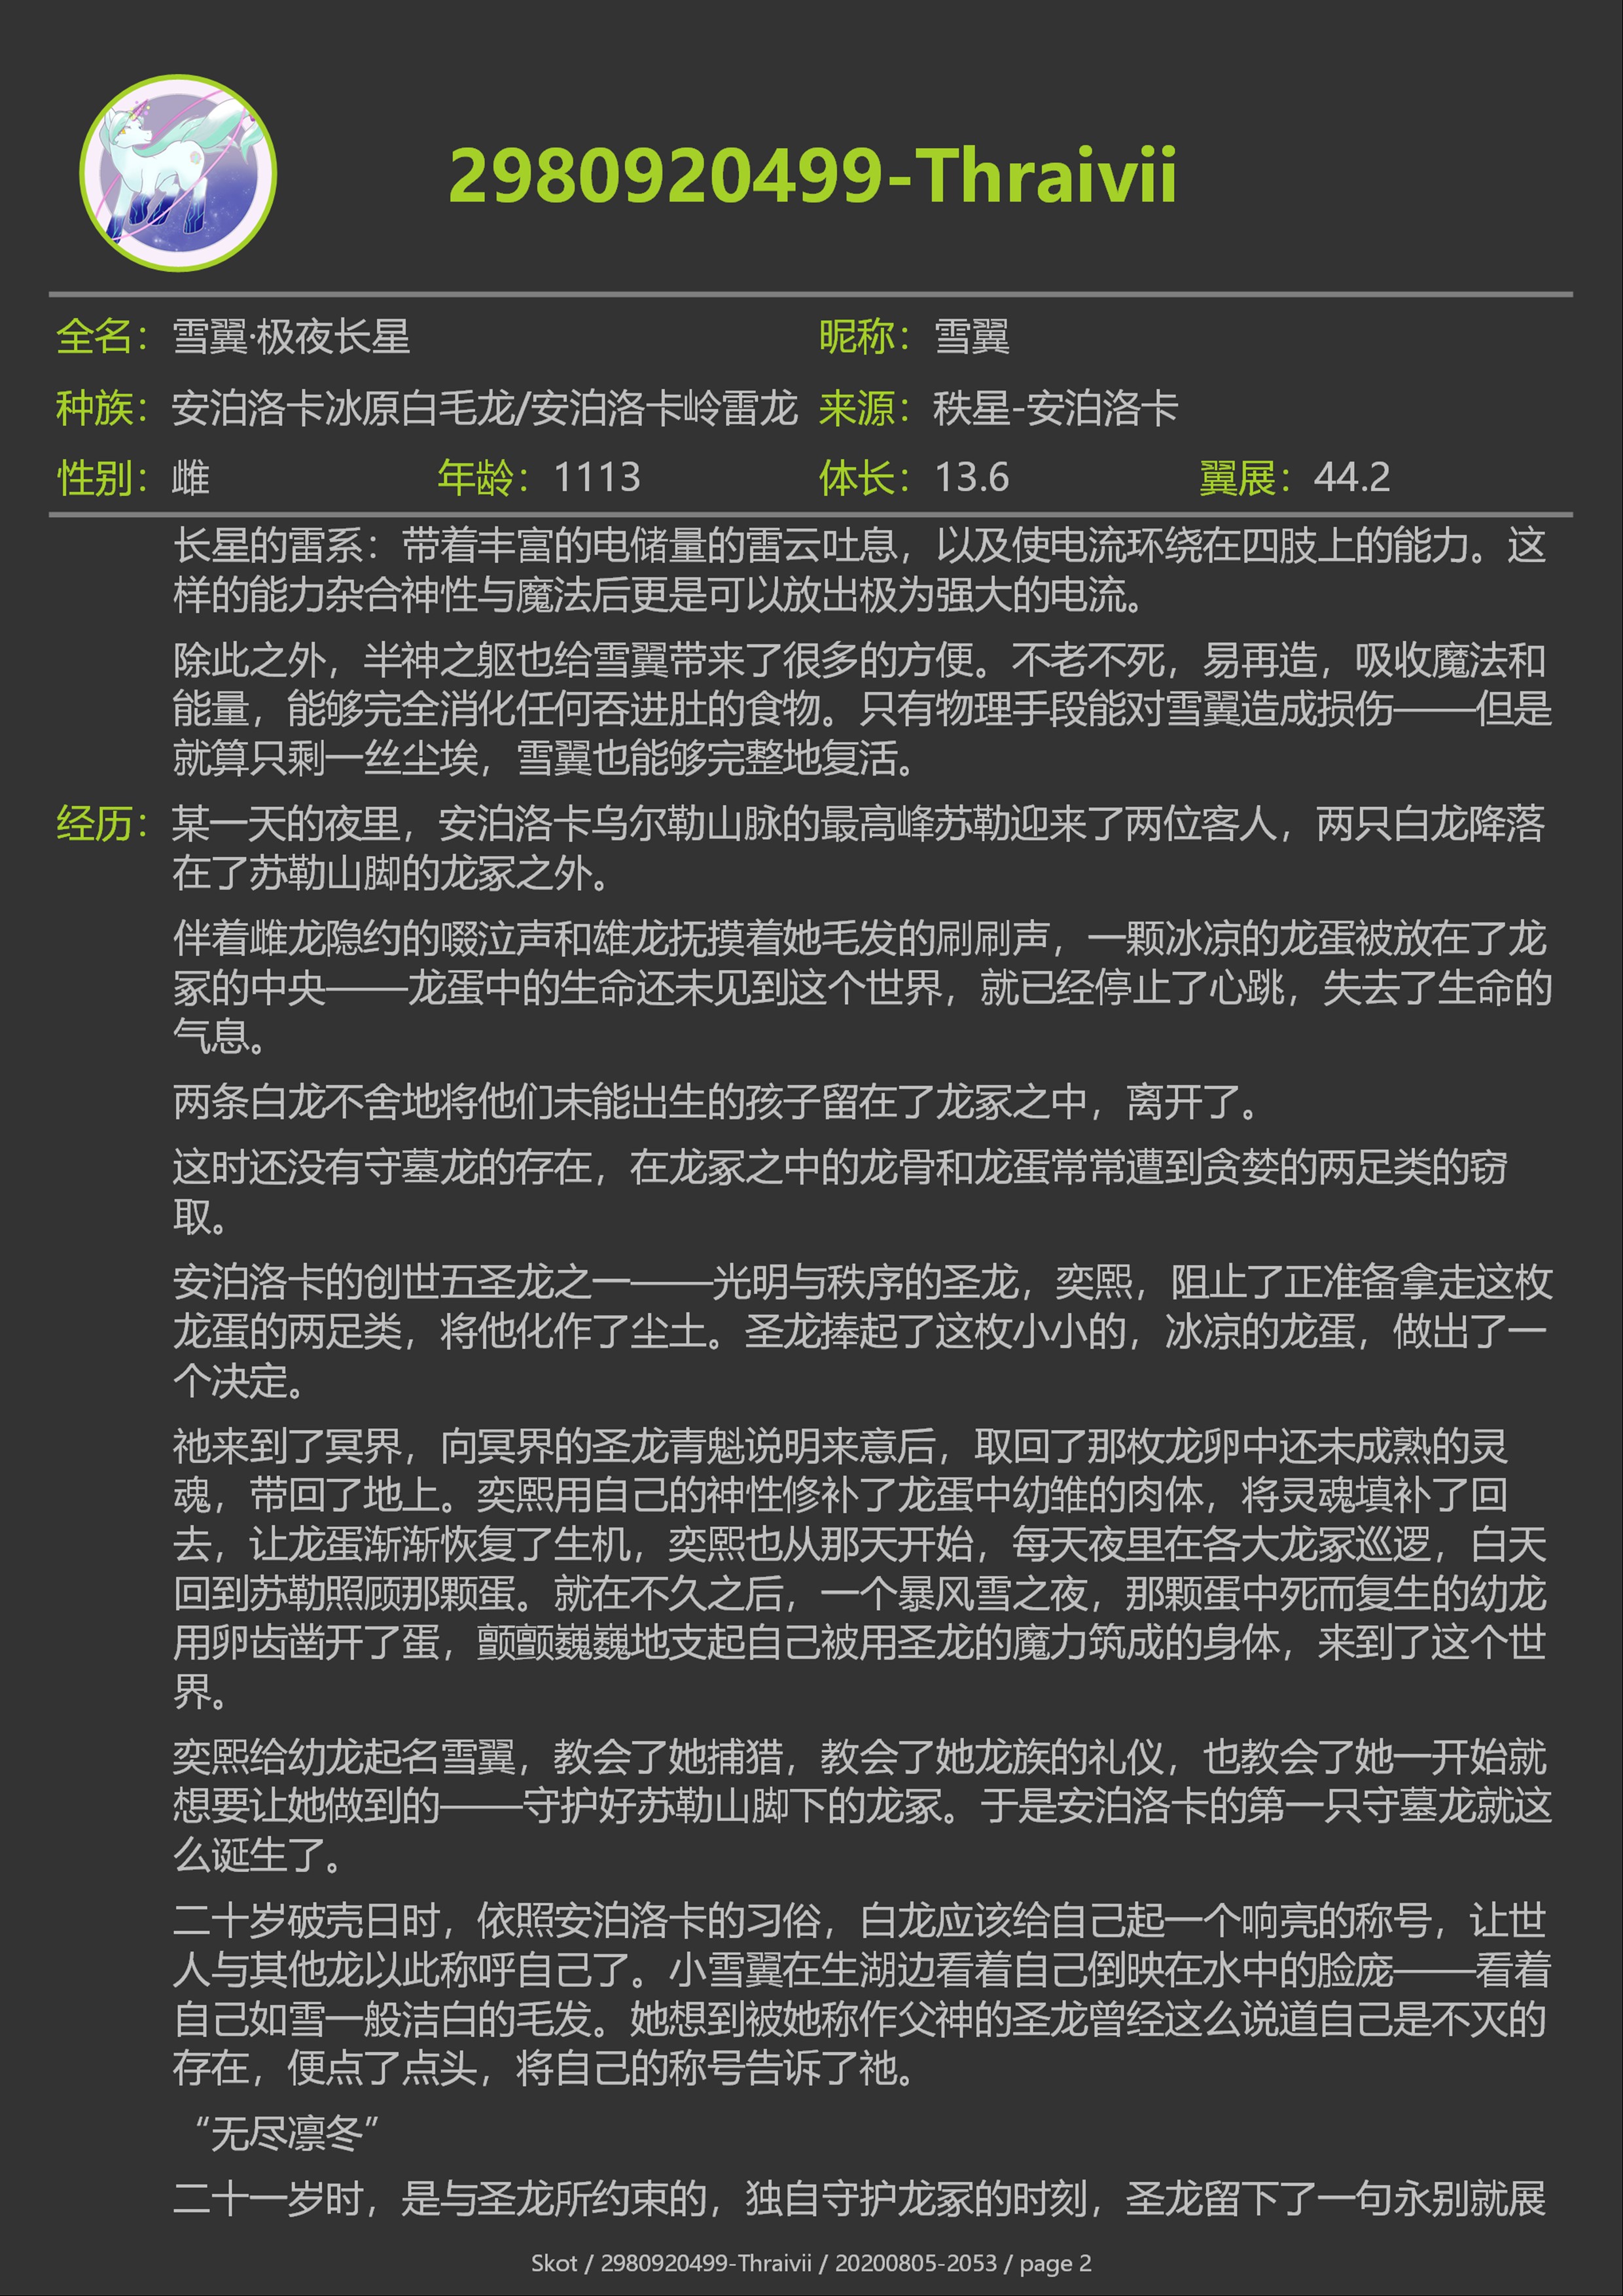 2980920499-Thraivii
全名：雪翼·极夜长星 昵称：雪翼
种族：安泊洛卡冰原白毛龙/安泊洛卡岭雷龙 来源：秩星-安泊洛卡
性别：雌 年龄：1113 体长：13.6 翼展：44.2
长星的雷系：带着丰富的电储量的雷云吐息，以及使电流环绕在四肢上的能力。这
样的能力杂合神性与魔法后更是可以放出极为强大的电流。
除此之外，半神之躯也给雪翼带来了很多的方便。不老不死，易再造，吸收魔法和
能量，能够完全消化任何吞进肚的食物。只有物理手段能对雪翼造成损伤——但是
就算只剩一丝尘埃，雪翼也能够完整地复活。
经历：某一天的夜里，安泊洛卡乌尔勒山脉的最高峰苏勒迎来了两位客人，两只白龙降落
在了苏勒山脚的龙冢之外。
伴着雌龙隐约的啜泣声和雄龙抚摸着她毛发的刷刷声，一颗冰凉的龙蛋被放在了龙
冢的中央——龙蛋中的生命还未见到这个世界，就已经停止了心跳，失去了生命的
气息。
两条白龙不舍地将他们未能出生的孩子留在了龙冢之中，离开了。
这时还没有守墓龙的存在，在龙冢之中的龙骨和龙蛋常常遭到贪婪的两足类的窃
取。
安泊洛卡的创世五圣龙之一——光明与秩序的圣龙，奕熙，阻止了正准备拿走这枚
龙蛋的两足类，将他化作了尘土。圣龙捧起了这枚小小的，冰凉的龙蛋，做出了一
个决定。
祂来到了冥界，向冥界的圣龙青魁说明来意后，取回了那枚龙卵中还未成熟的灵
魂，带回了地上。奕熙用自己的神性修补了龙蛋中幼雏的肉体，将灵魂填补了回
去，让龙蛋渐渐恢复了生机，奕熙也从那天开始，每天夜里在各大龙冢巡逻，白天
回到苏勒照顾那颗蛋。就在不久之后，一个暴风雪之夜，那颗蛋中死而复生的幼龙
用卵齿凿开了蛋，颤颤巍巍地支起自己被用圣龙的魔力筑成的身体，来到了这个世
界。
奕熙给幼龙起名雪翼，教会了她捕猎，教会了她龙族的礼仪，也教会了她一开始就
想要让她做到的——守护好苏勒山脚下的龙冢。于是安泊洛卡的第一只守墓龙就这
么诞生了。
二十岁破壳日时，依照安泊洛卡的习俗，白龙应该给自己起一个响亮的称号，让世
人与其他龙以此称呼自己了。小雪翼在生湖边看着自己倒映在水中的脸庞——看着
自己如雪一般洁白的毛发。她想到被她称作父神的圣龙曾经这么说道自己是不灭的
存在，便点了点头，将自己的称号告诉了祂。
“无尽凛冬”
二十一岁时，是与圣龙所约束的，独自守护龙冢的时刻，圣龙留下了一句永别就展
Skot / 2980920499-Thraivii / 20200805-2053 / page 2